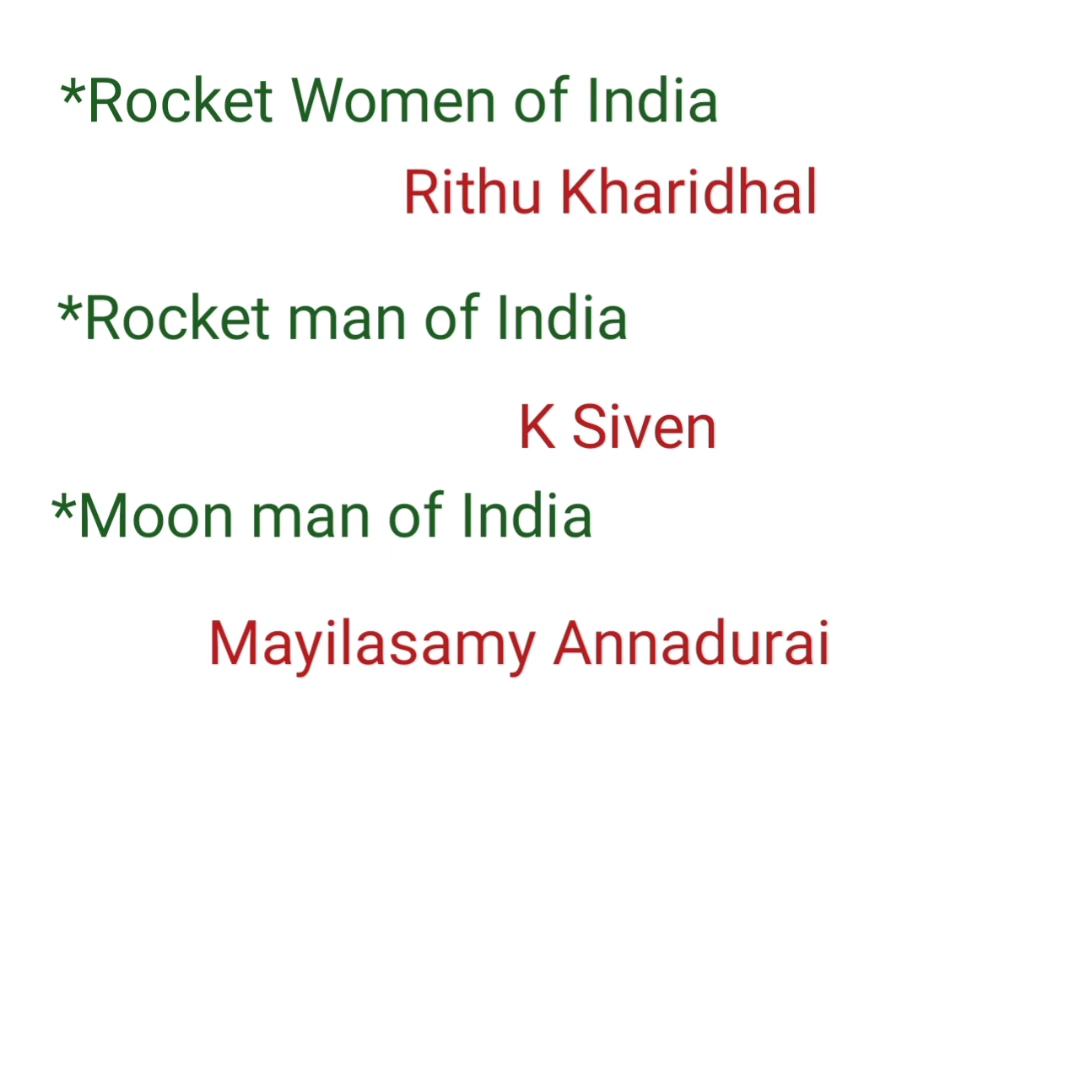 *Rocket Women of India
Rithu Kharidhal
*Rocket man of India
K Siven
*Moon man of India
Mayilasamy Annadurai